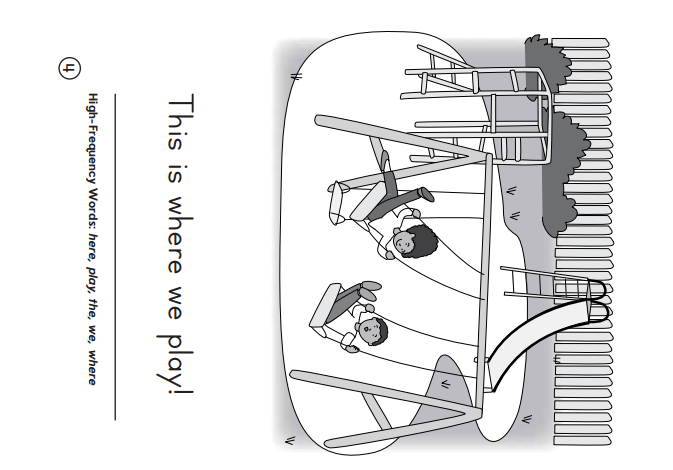 This is where we play!
High-Frequency Words: here, play, the, we, where
4